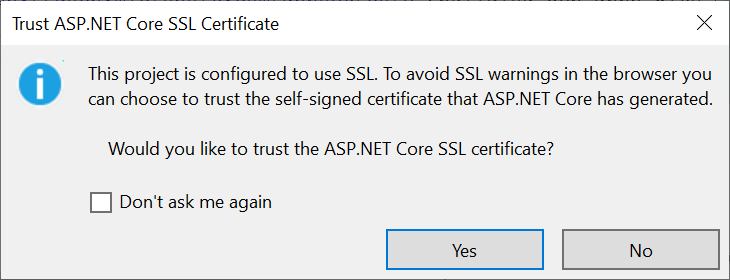 Trust ASP.NET Core SSL Certificate
This project is configured to use SSL. To avoid SSL warnings in the browser you
can choose to trust the self-signed certificate that ASP.NET Core has generated.
Would you like to trust the ASP.NET Core SSL certificate?
Don't ask me again
Yes
No